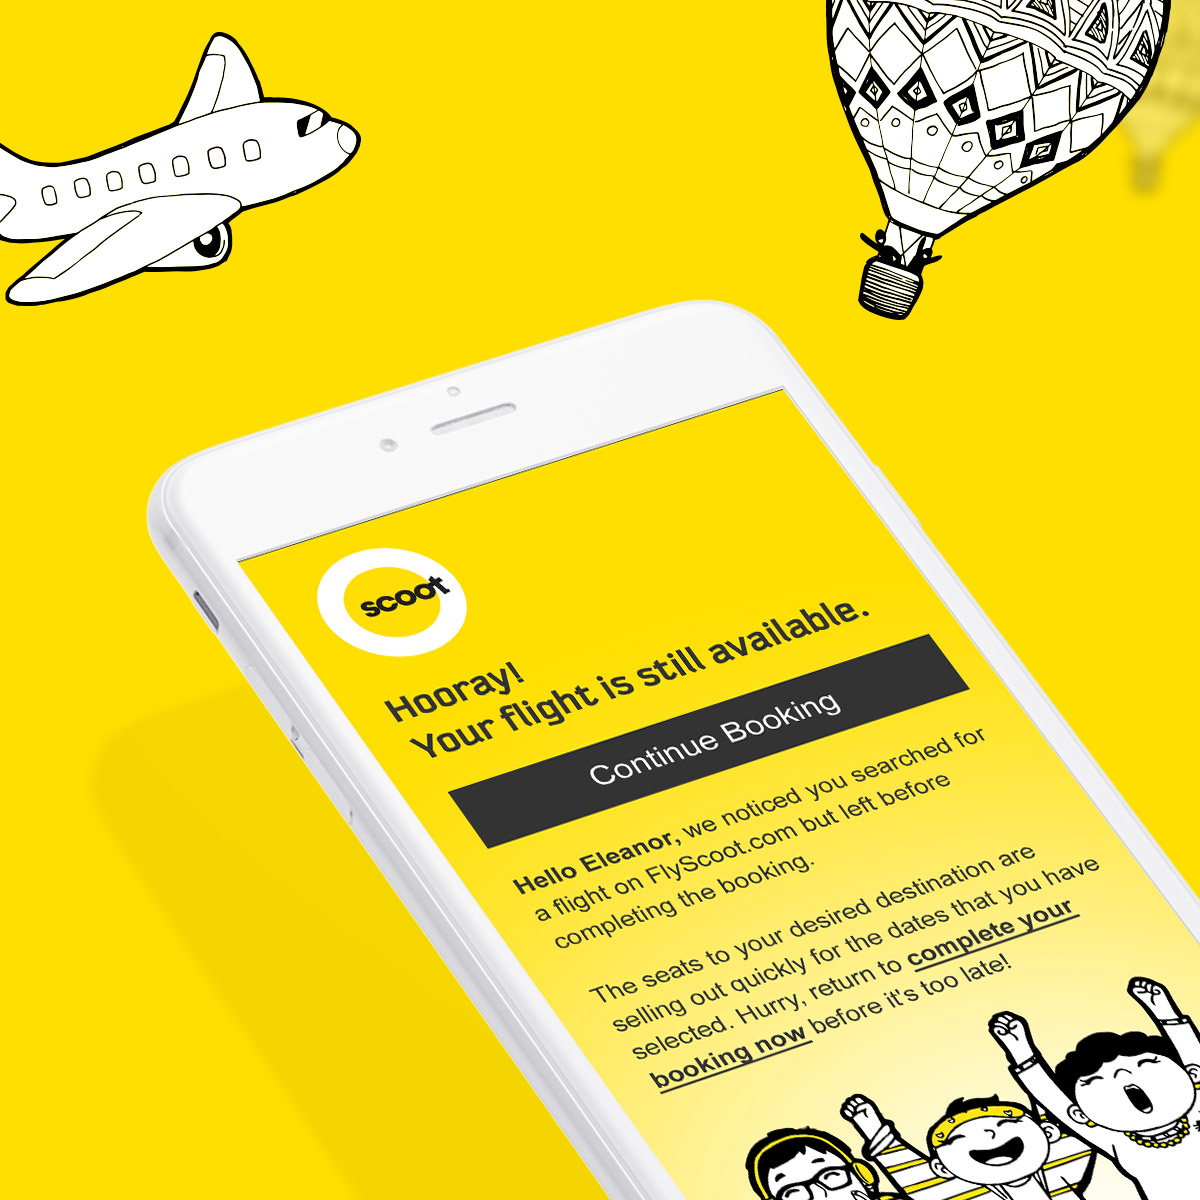 scoot
Hooray!
Your flight is still available.
Continue Booking
Hello Eleanor, we noticed you searched for
a flight on FlyScoot.com but left before
completing the booking.
The seats to your desired destination are
selling out quickly for the dates that you have
selected. Hurry, return to complete your
booking now before it's too late!